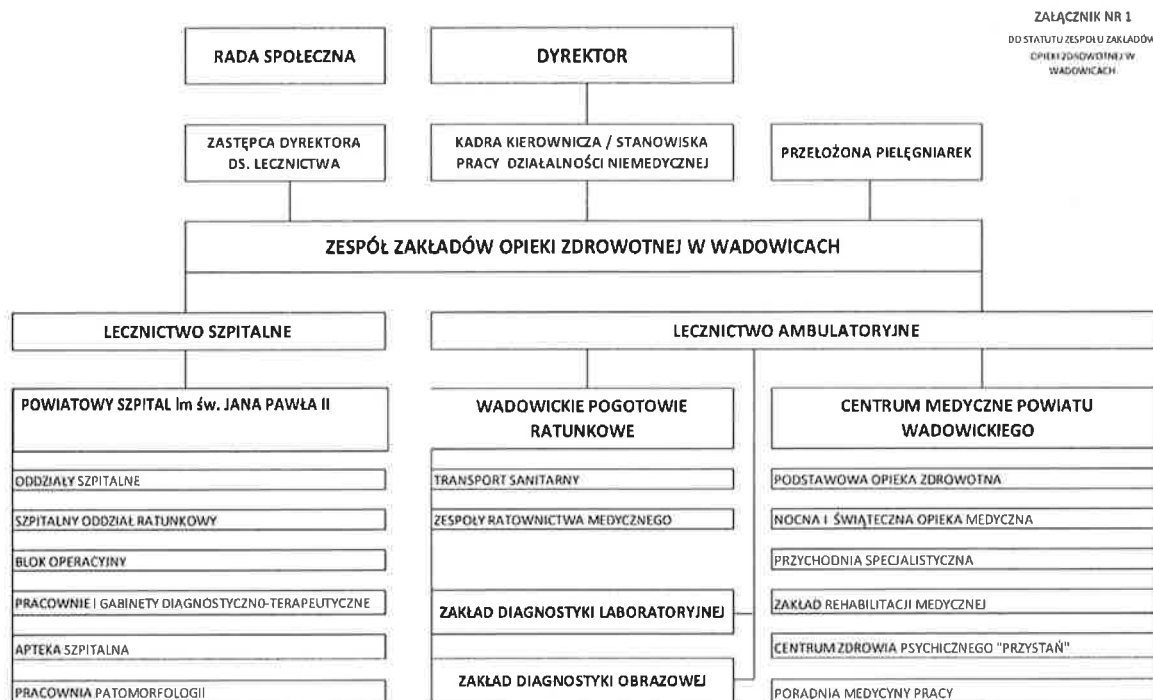 ZAŁĄCZNIK NR 1
DO STATUTU ZESPOŁU ZAKŁADÓW
OPIEKI ZDROWOTNEJ W
WADOWICACH
RADA SPOŁECZNA
DYREKTOR
ZASTĘPCA DYREKTORA
DS. LECZNICTWA
KADRA KIEROWNICZA / STANOWISKA
PRACY DZIAŁALNOŚCI NIEMEDYCZNEJ
PRZEŁOŻONA PIELĘGNIAREK
ZESPÓŁ ZAKŁADÓW OPIEKI ZDROWOTNEJ W WADOWICACH
LECZNICTWO SZPITALNE
LECZNICTWO AMBULATORYJNE
POWIATOWY SZPITAL Im św. JANA PAWŁA II
ODDZIAŁY SZPITALNE
SZPITALNY ODDZIAŁ RATUNKOWY
BLOK OPERACYJNY
PRACOWNIE I GABINETY DIAGNOSTYCZNO-TERAPEUTYCZNE
APTEKA SZPITALNA
PRACOWNIA PATOMORFOLOGII
WADOWICKIE POGOTOWIE
RATUNKOWE
TRANSPORT SANITARNY
ZESPOŁY RATOWNICTWA MEDYCZNEGO
ZAKŁAD DIAGNOSTYKI LABORATORYJNEJ
ZAKŁAD DIAGNOSTYKI OBRAZOWEJ
CENTRUM MEDYCZNE POWIATU
WADOWICKIEGO
PODSTAWOWA OPIEKA ZDROWOTNA
NOCNA I ŚWIĄTECZNA OPIEKA MEDYCZNA
PRZYCHODNIA SPECJALISTYCZNA
ZAKŁAD REHABILITACJI MEDYCZNEJ
CENTRUM ZDROWIA PSYCHICZNEGO "PRZYSTAŃ"
PORADNIA MEDYCYNY PRACY